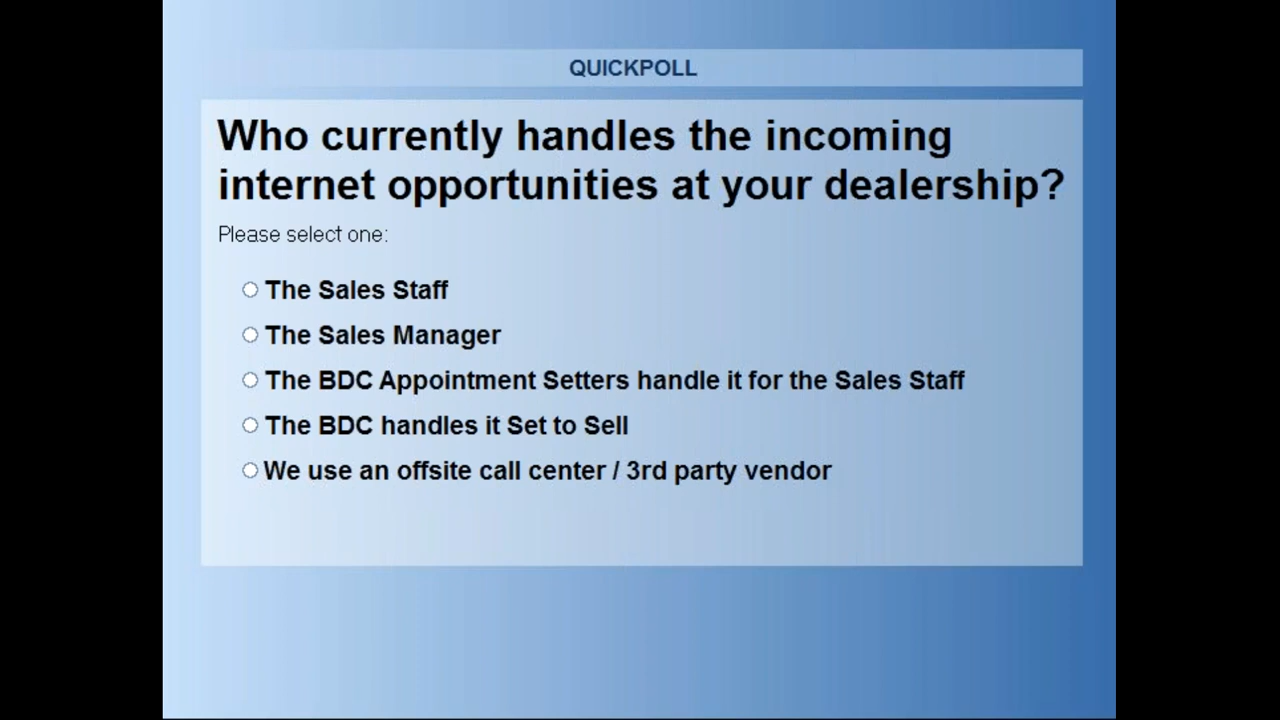 QUICKPOLL
Who currently handles the incoming
internet opportunities at your dealership?
Please select one:
The Sales Staff
The Sales Manager
The BDC Appointment Setters handle it for the Sales Staff
The BDC handles it Set to Sell
We use an offsite call center / 3rd party vendor